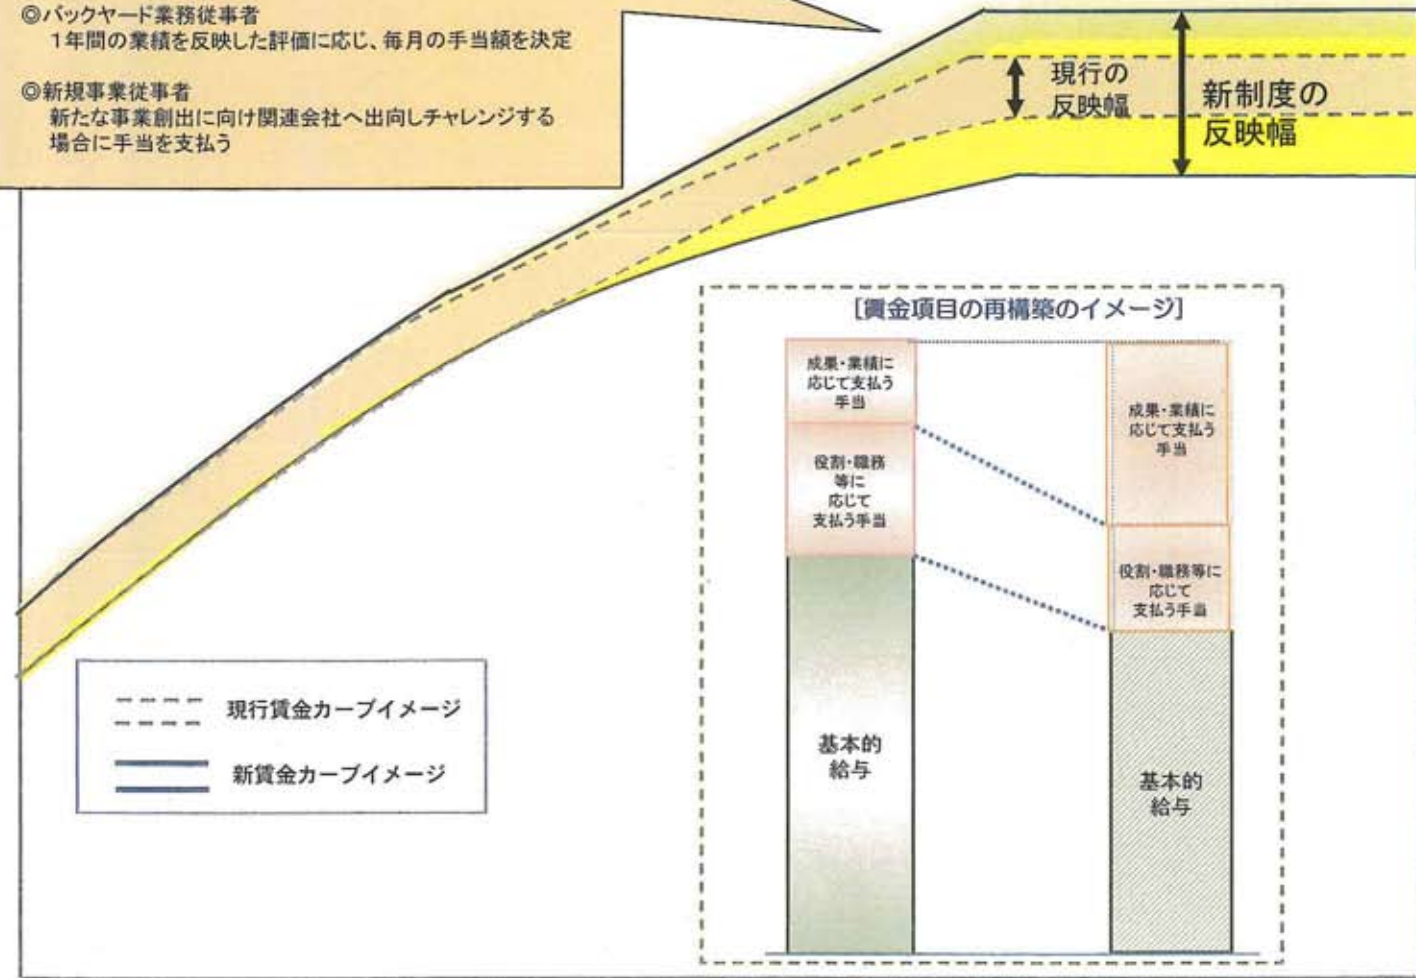 ◎バックヤード業務従事者
1年間の業績を反映した評価に応じ、毎月の手当額を決定
◎新規事業従事者
新たな事業創出に向け関連会社へ出向しチャレンジする
場合に手当を支払う
現行の
反映幅
新制度の
反映幅
[賃金項目の再構築のイメージ]
成果・業績に
応じて支払う
手当
役割・職務
等に
応じて
支払う手当
基本的
給与
成果・業績に
応じて支払う
手当
役割・職務等に
応じて
支払う手当
基本的
給与
現行賃金カーブイメージ
新賃金カーブイメージ